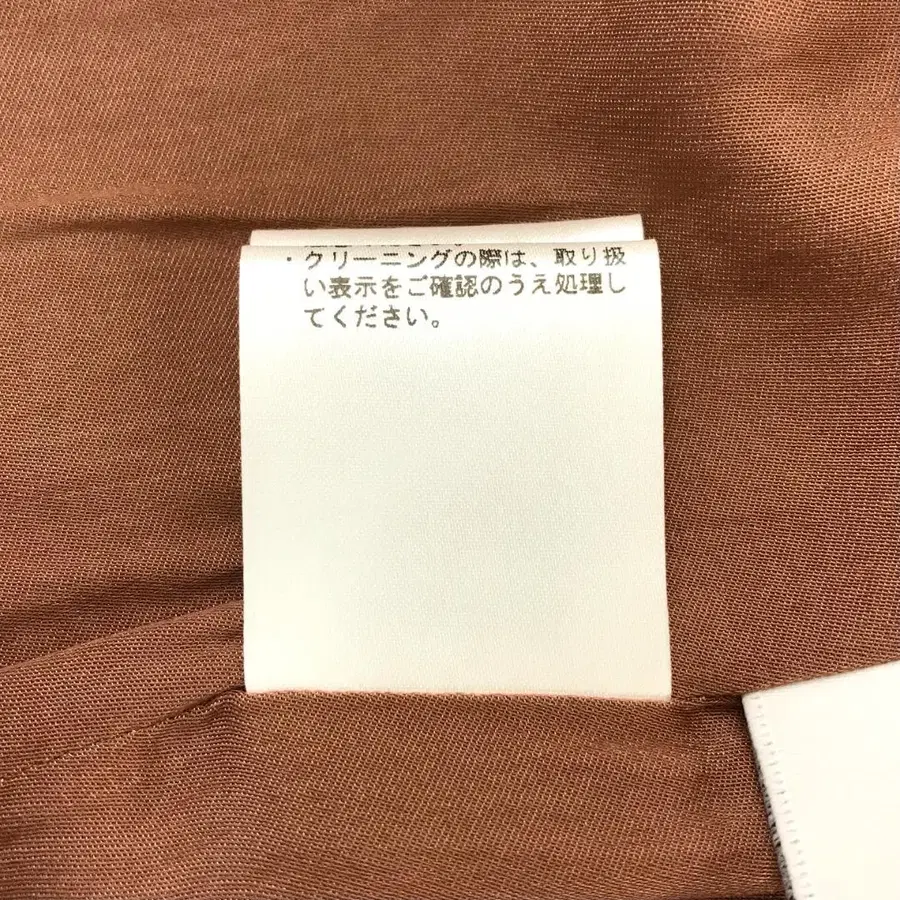 ・クリーニングの際は、取り扱
い表示をご確認のうえ処理し
てください。